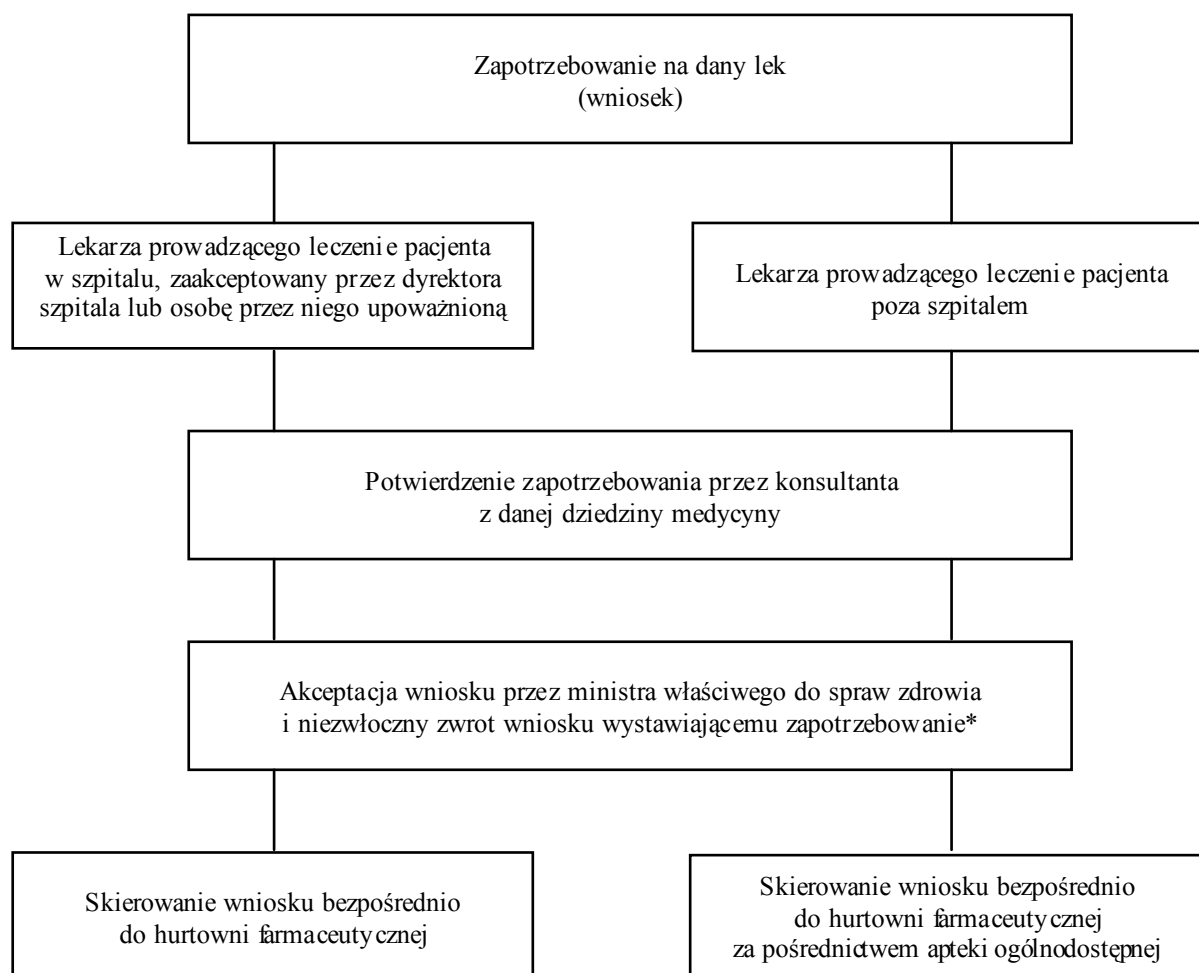 Zapotrzebowanie na dany lek
(wniosek)
Lekarza prowadzącego leczenie pacjenta
w szpitalu, zaakceptowany przez dyrektora
szpitala lub osobę przez niego upoważnioną
Lekarza prowadzącego leczenie pacjenta
poza szpitalem
Potwierdzenie zapotrzebowania przez konsultanta
z danej dziedziny medycyny
Akceptacja wniosku przez ministra właściwego do spraw zdrowia
i niezwłoczny zwrot wniosku wystawiającemu zapotrzebowanie*
Skierowanie wniosku bezpośrednio
do hurtowni farmaceutycznej
Skierowanie wniosku bezpośrednio
do hurtowni farmaceutycznej
za pośrednictwem apteki ogólnodostępnej